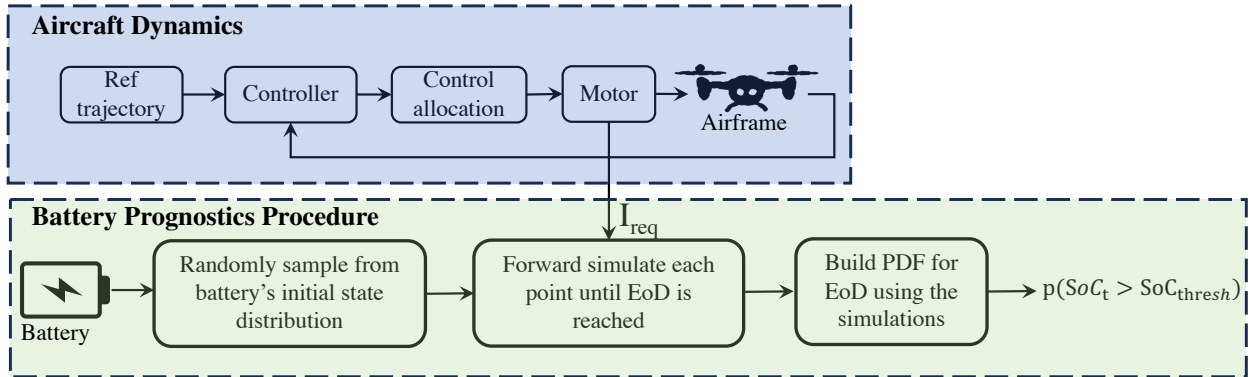 Aircraft Dynamics
Ref
trajectory
Controller
Control
allocation
Motor
Airframe
Battery Prognostics Procedure
I_req
Battery
Randomly sample from
battery's initial state
distribution
Forward simulate each
point until EoD is
reached
Build PDF for
EoD using the
simulations
p(SoC_t > SoC_thresh)